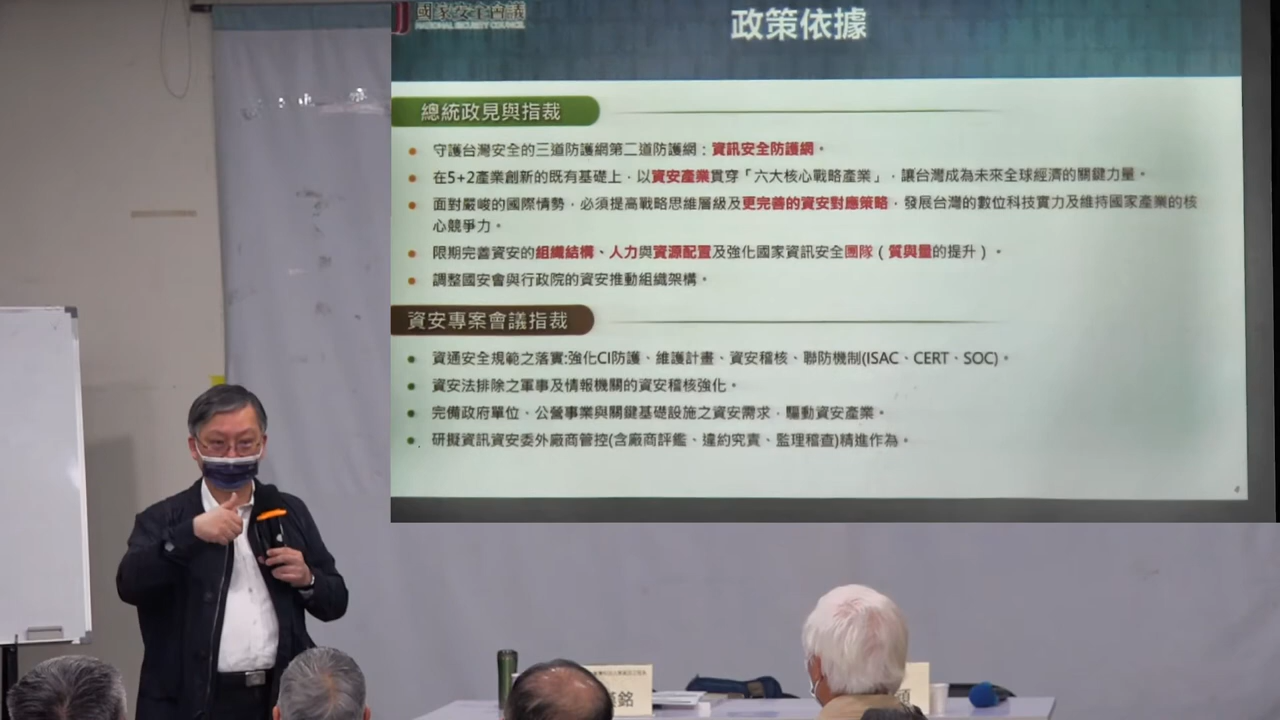 國家安全會議
NATIONAL SECURITY COUNCIL
政策依據
總統政見與指裁
守護台灣安全的三道防護網第二道防護網：資訊安全防護網。
在5+2產業創新的既有基礎上，以資安產業貫穿「六大核心戰略產業」，讓台灣成為未來全球經濟的關鍵力量。
面對嚴峻的國際情勢，必須提高戰略思維層級及更完善的資安對應策略，發展台灣的數位科技實力及維持國家產業的核
心競爭力。
限期完善資安的組織結構、人力與資源配置及強化國家資訊安全團隊（質與量的提升）。
調整國安會與行政院的資安推動組織架構。
資安專案會議指裁
資通安全規範之落實:強化CI防護、維護計畫、資安稽核、聯防機制(ISAC、CERT、SOC)。
資安法排除之軍事及情報機關的資安稽核強化。
完備政府單位、公營事業與關鍵基礎設施之資安需求，驅動資安產業。
研擬資訊資安委外廠商管控(含廠商評鑑、違約究責、監理稽查)精進作為。
4
銘